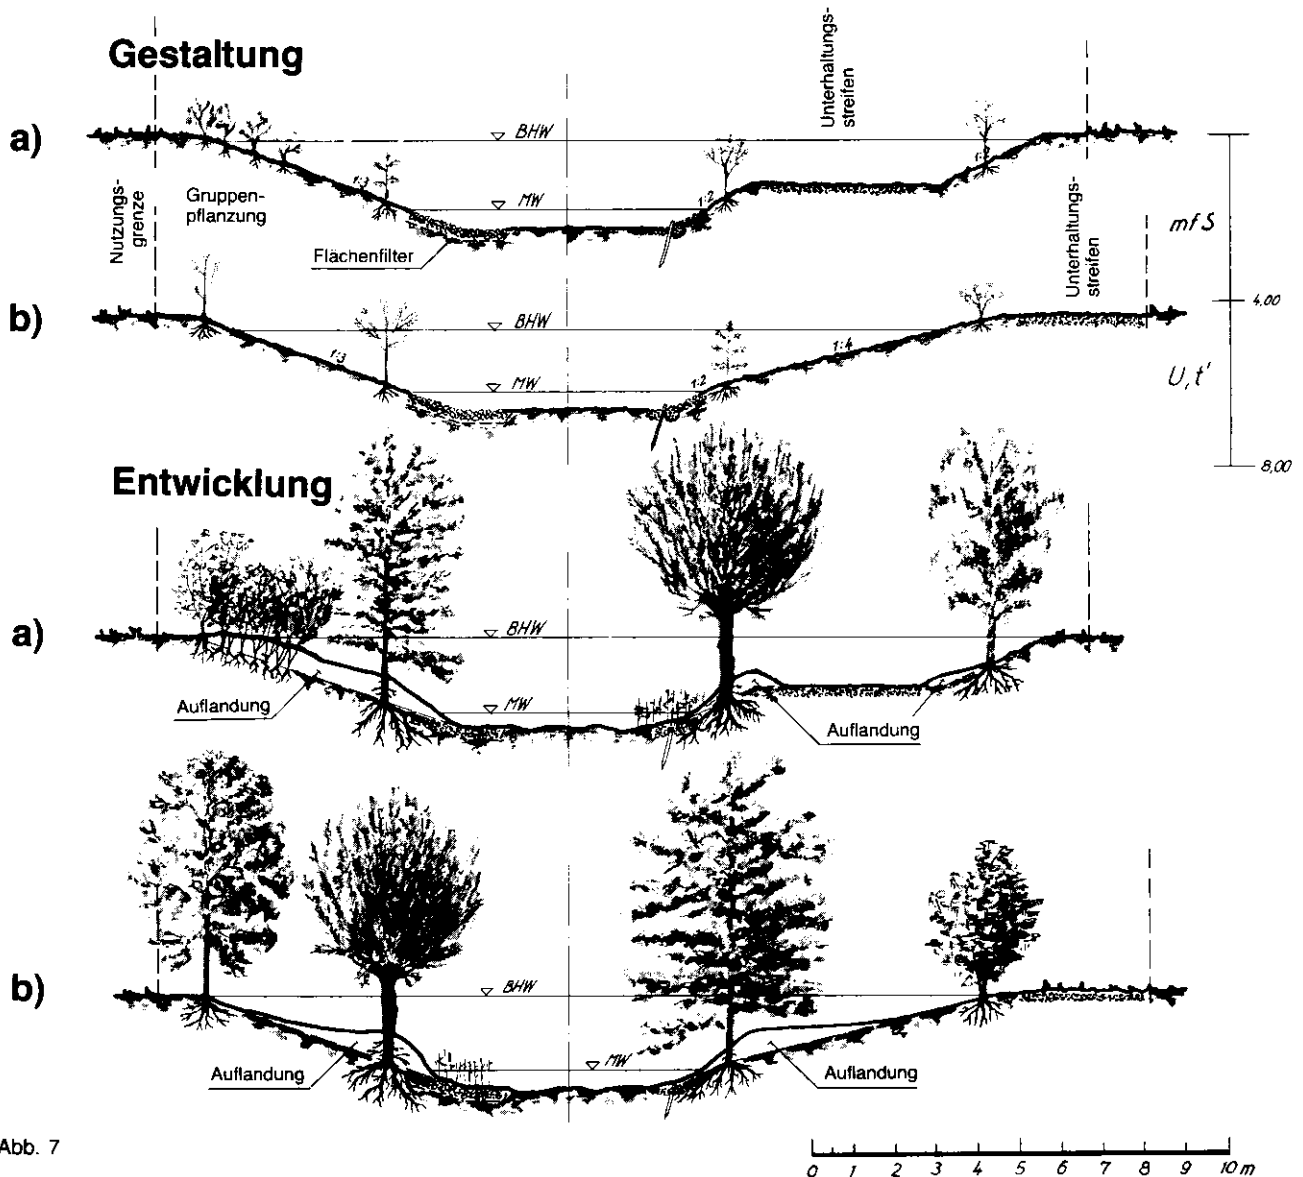 Gestaltung
Unterhaltungs-
streifen
a)
BHW
1:3
1:2
Nutzungs-
grenze
Gruppen-
pflanzung
MW
Flächenfilter
Unterhaltungs-
streifen
mfS
4,00
b)
BHW
1:3
1:2
1:4
MW
U,t'
8,00
Entwicklung
a)
BHW
Auflandung
MW
Auflandung
b)
BHW
MW
Auflandung
Auflandung
Abb. 7
0 1 2 3 4 5 6 7 8 9 10 m